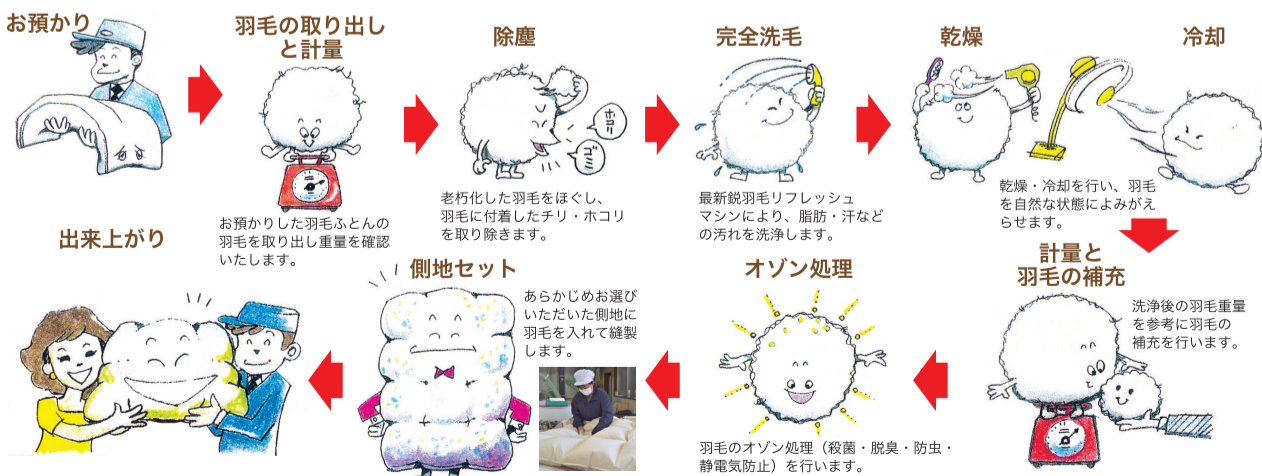 お預かり
羽毛の取り出し
と計量
お預かりした羽毛ふとんの
羽毛を取り出し重量を確認
いたします。
除塵
ホコリ
ゴミ
老朽化した羽毛をほぐし、
羽毛に付着したチリ・ホコリ
を取り除きます。
完全洗毛
最新鋭羽毛リフレッシュ
マシンにより、脂肪・汗など
の汚れを洗浄します。
乾燥
冷却
乾燥・冷却を行い、羽毛
を自然な状態によみがえ
らせます。
計量と
羽毛の補充
洗浄後の羽毛重量
を参考に羽毛の
補充を行います。
オゾン処理
羽毛のオゾン処理（殺菌・脱臭・防虫・
静電気防止）を行います。
側地セット
あらかじめお選び
いただいた側地に
羽毛を入れて縫製
します。
出来上がり